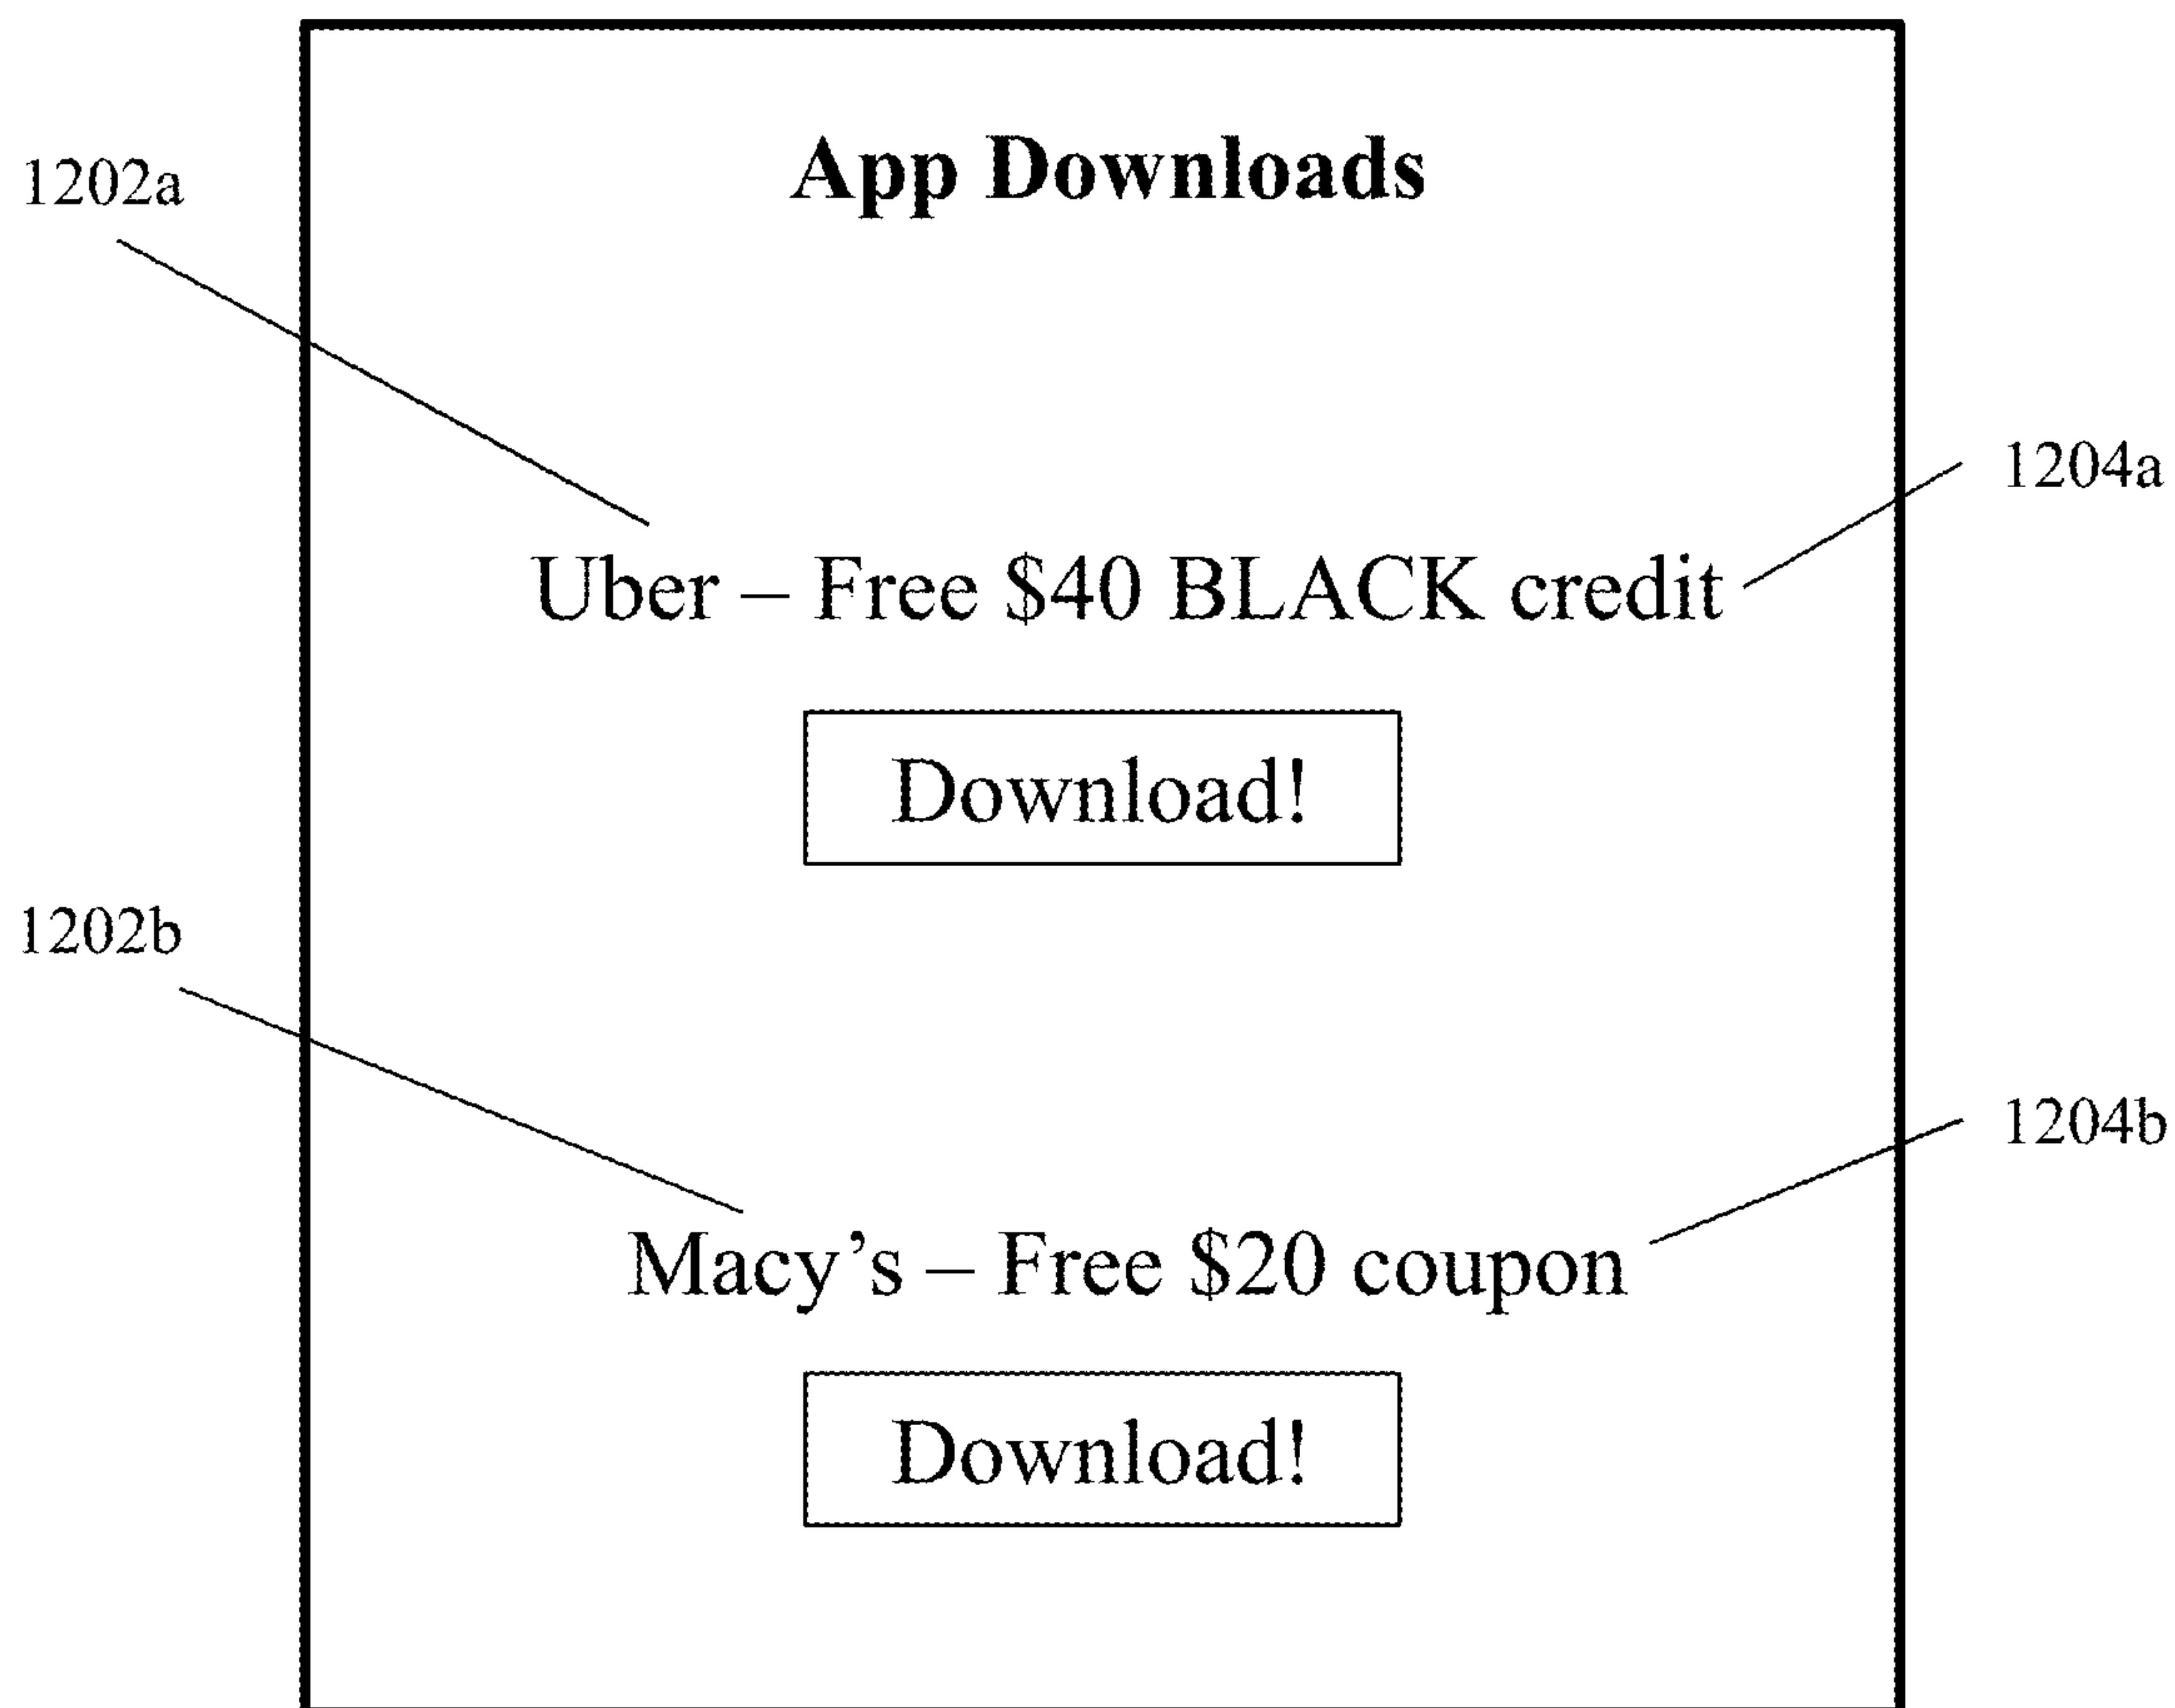 App Downloads
1202a
1204a
Uber – Free $40 BLACK credit
Download!
1202b
1204b
Macy’s – Free $20 coupon
Download!